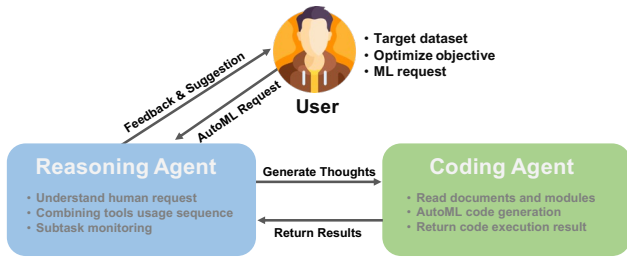 • Target dataset
• Optimize objective
• ML request
User
Feedback & Suggestion
AutoML Request
Reasoning Agent
• Understand human request
• Combining tools usage sequence
• Subtask monitoring
Generate Thoughts
Return Results
Coding Agent
• Read documents and modules
• AutoML code generation
• Return code execution result